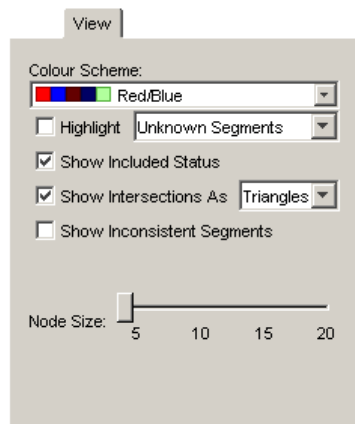 View
Colour Scheme:
Red/Blue
Highlight Unknown Segments
Show Included Status
Show Intersections As Triangles
Show Inconsistent Segments
Node Size:
5 10 15 20